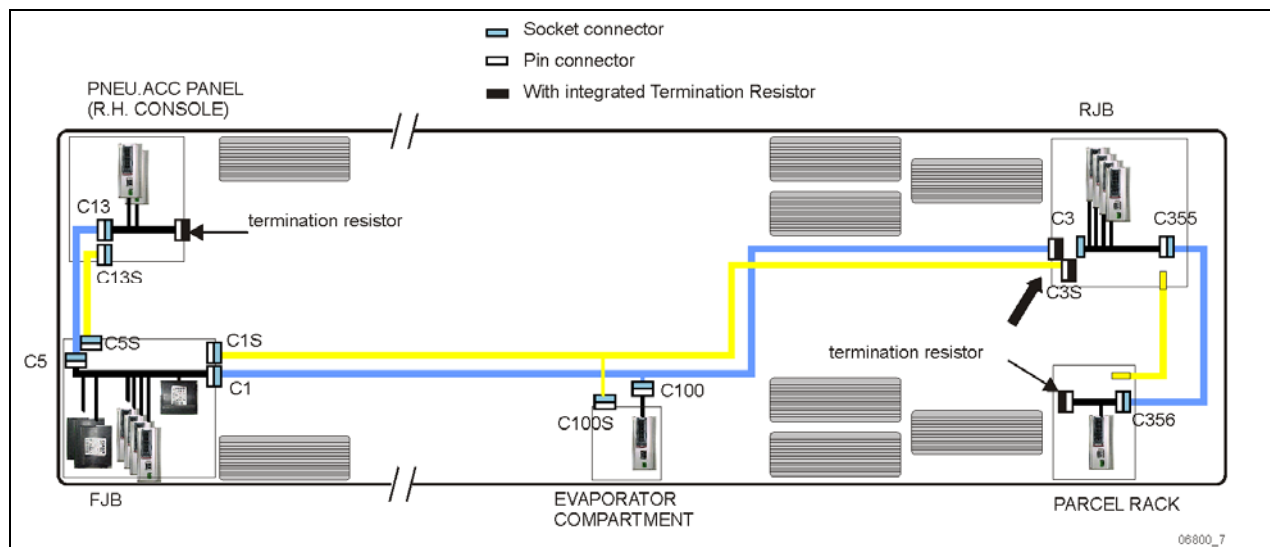 Socket connector
Pin connector
With integrated Termination Resistor
PNEU.ACC PANEL
(R.H. CONSOLE)
RJB
C13
termination resistor
C3
C355
C13S
C3S
C5
C5S
C1S
C1
termination resistor
C100
C100S
C356
FJB
EVAPORATOR
COMPARTMENT
PARCEL RACK
06800_7